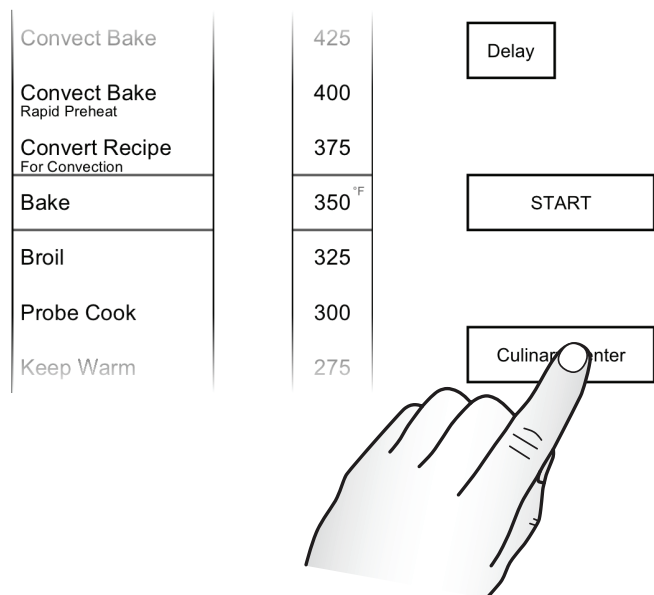 Convect Bake
Convect Bake
Rapid Preheat
Convert Recipe
For Convection
Bake
Broil
Probe Cook
Keep Warm
425
400
375
350 °F
325
300
275
Delay
START